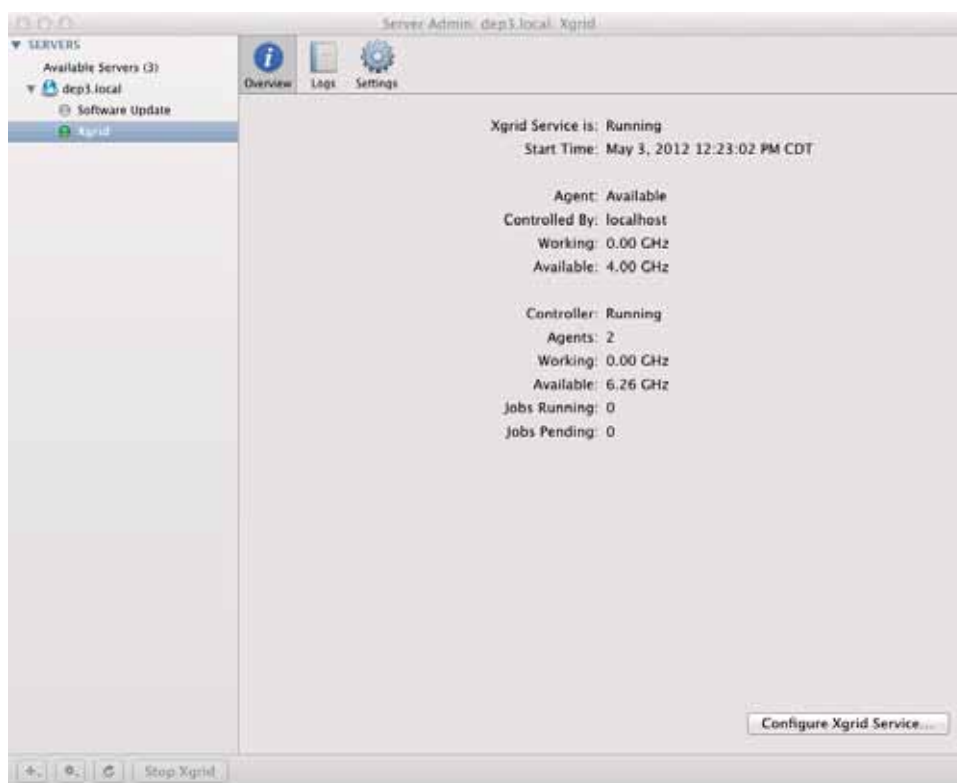 Server Admin: dep3.local: Xgrid
SERVERS
Available Servers (3)
dep3.local
Software Update
Xgrid
Overview
Logs
Settings
Xgrid Service is: Running
Start Time: May 3, 2012 12:23:02 PM CDT
Agent: Available
Controlled By: localhost
Working: 0.00 GHz
Available: 4.00 GHz
Controller: Running
Agents: 2
Working: 0.00 GHz
Available: 6.26 GHz
Jobs Running: 0
Jobs Pending: 0
Configure Xgrid Service...
Stop Xgrid